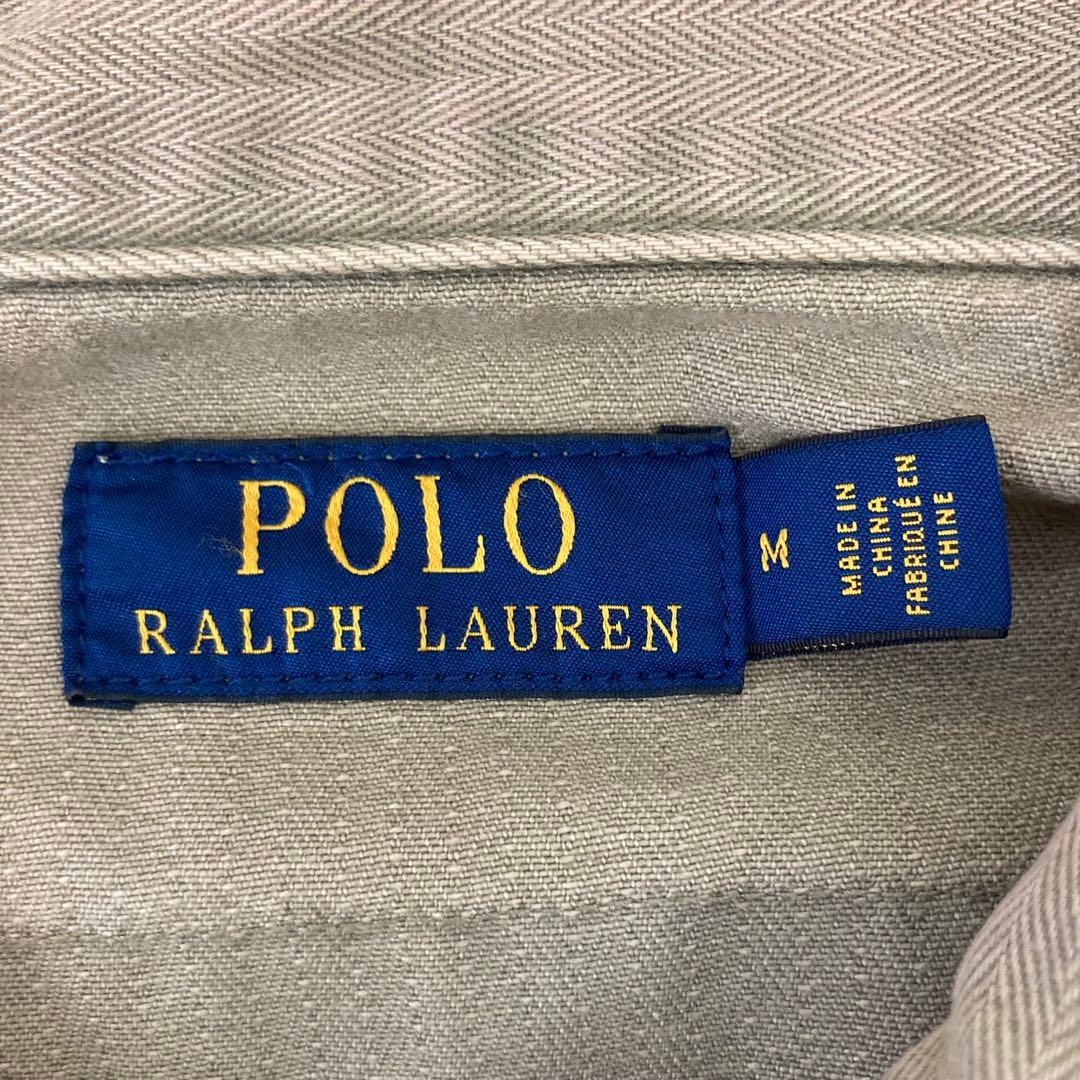 POLO
RALPH LAUREN
M
MADE IN
CHINA
FABRIQUÉ EN
CHINE